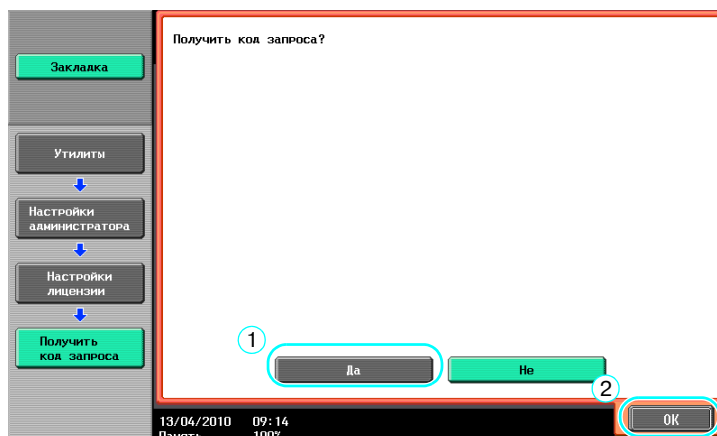 Получить код запроса?
Закладка
Утилиты
Настройки
администратора
Настройки
лицензии
Получить
код запроса
1
Да
Не
2
OK
13/04/2010 09:14
Память 100%